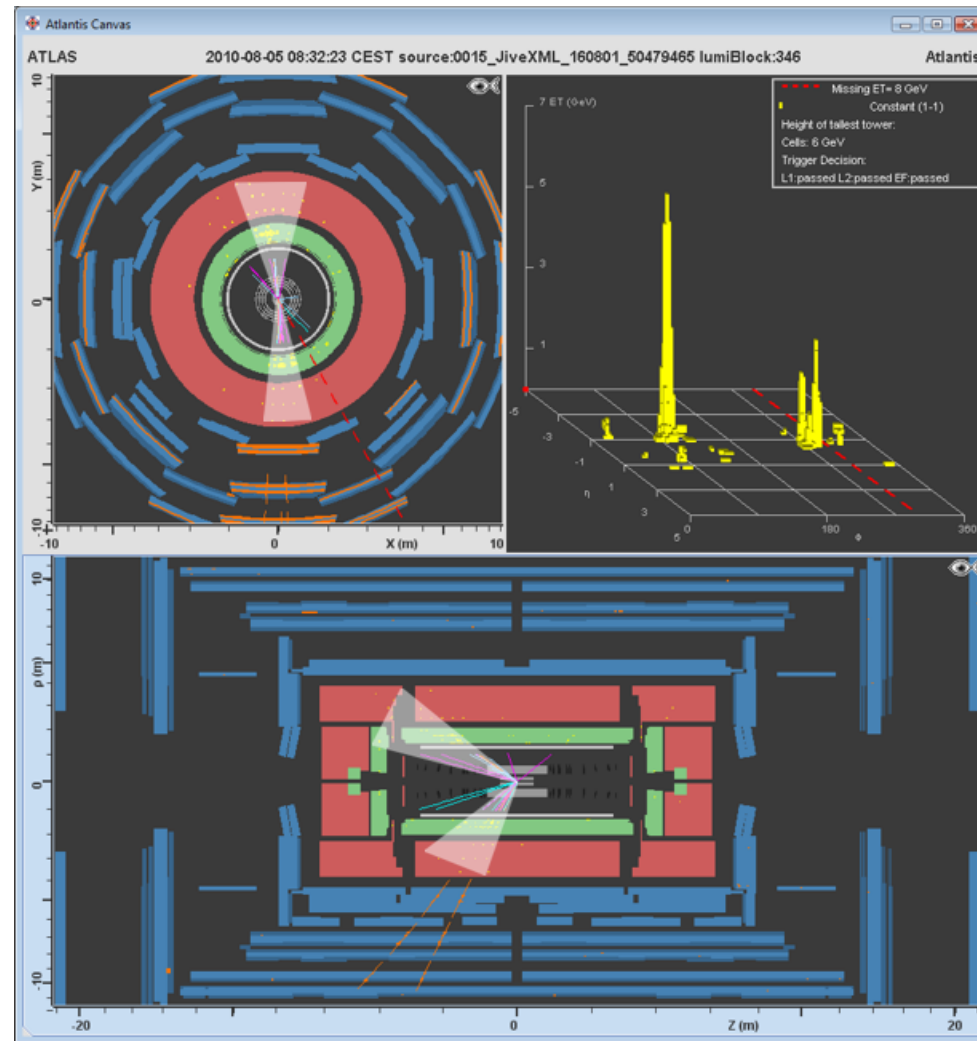 Atlantis Canvas
ATLAS 2010-08-05 08:32:23 CEST source:0015_JiveXML_160801_50479465 lumiBlock:346 Atlantis
10
Y (m)
0
-10
-10 0 X (m) 10
7 ET (GeV)
5
3
1
-5
-3
-1
η
1
3
5
0
180
Φ
360
Missing ET= 8 GeV
Constant (1-1)
Height of tallest tower:
Cells: 6 GeV
Trigger Decision:
L1:passed L2:passed EF:passed
10
ρ (m)
0
-10
-20 0 Z (m) 20